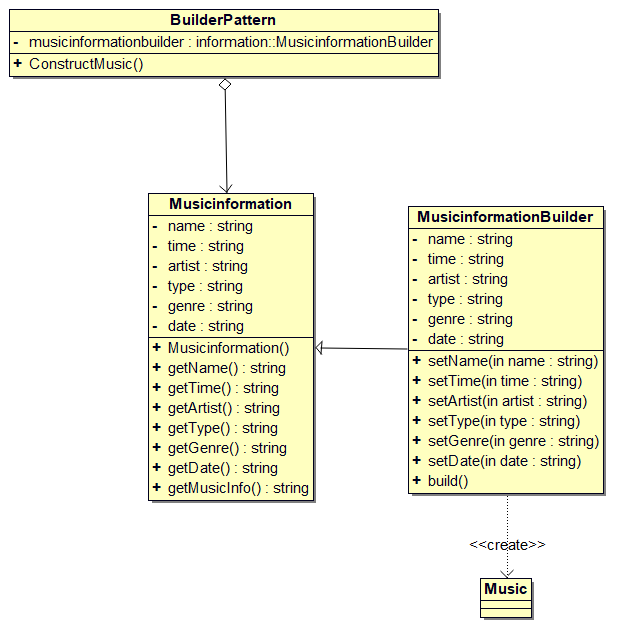 BuilderPattern
- musicinformationbuilder : information::MusicinformationBuilder
+ ConstructMusic()
Musicinformation
- name : string
- time : string
- artist : string
- type : string
- genre : string
- date : string
+ Musicinformation()
+ getName() : string
+ getTime() : string
+ getArtist() : string
+ getType() : string
+ getGenre() : string
+ getDate() : string
+ getMusicInfo() : string
MusicinformationBuilder
- name : string
- time : string
- artist : string
- type : string
- genre : string
- date : string
+ setName(in name : string)
+ setTime(in time : string)
+ setArtist(in artist : string)
+ setType(in type : string)
+ setGenre(in genre : string)
+ setDate(in date : string)
+ build()
<<create>>
Music